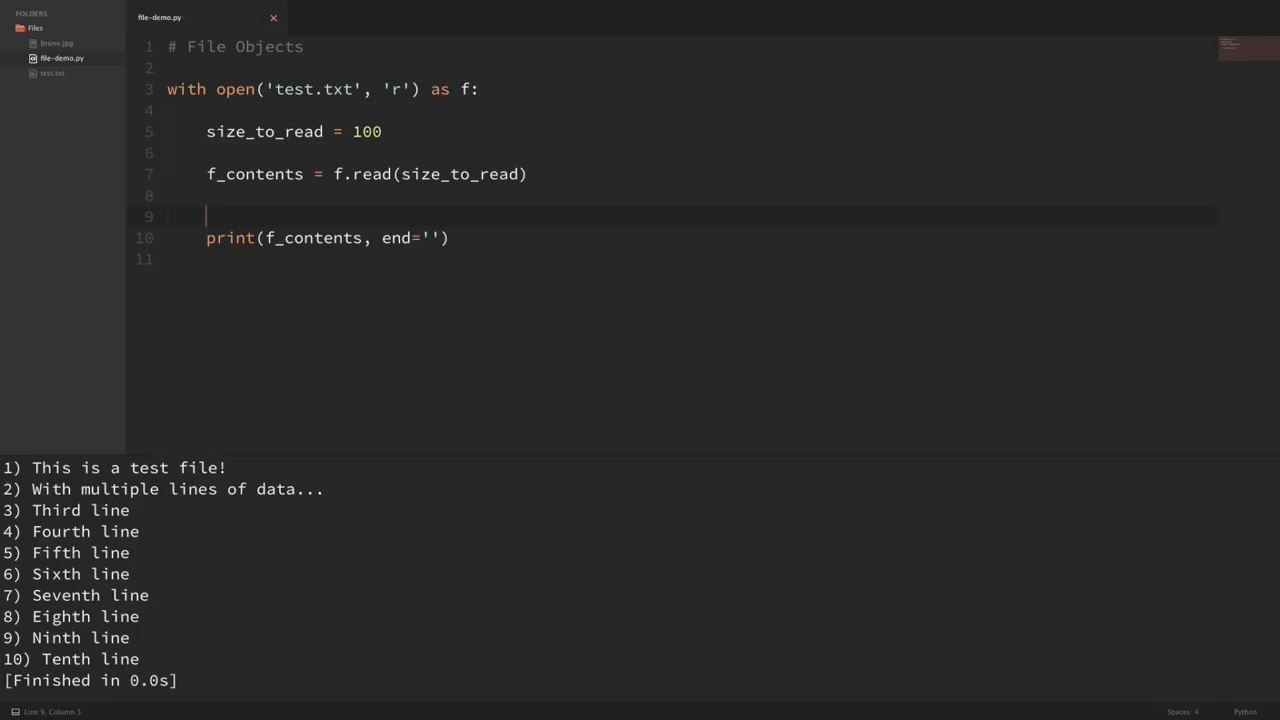 FOLDERS
Files
bronx.jpg
file-demo.py
test.txt
file-demo.py ×
1 # File Objects
2
3 with open('test.txt', 'r') as f:
4
5     size_to_read = 100
6
7     f_contents = f.read(size_to_read)
8
9
10     print(f_contents, end='')
11
1) This is a test file!
2) With multiple lines of data...
3) Third line
4) Fourth line
5) Fifth line
6) Sixth line
7) Seventh line
8) Eighth line
9) Ninth line
10) Tenth line
[Finished in 0.0s]
Line 9, Column 5 Spaces: 4 Python